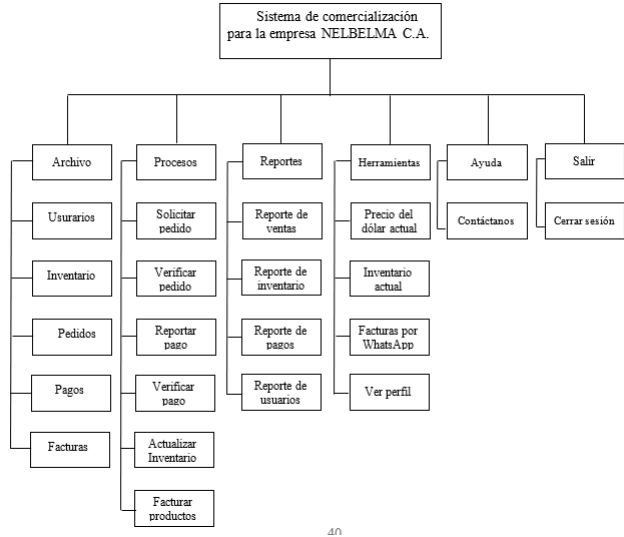 Sistema de comercialización
para la empresa NELBELMA C.A.
Archivo
Procesos
Reportes
Herramientas
Ayuda
Salir
Usurarios
Solicitar
pedido
Reporte de
ventas
Precio del
dólar actual
Contáctanos
Cerrar sesión
Inventario
Verificar
pedido
Reporte de
inventario
Inventario
actual
Pedidos
Reportar
pago
Reporte de
pagos
Facturas por
WhatsApp
Pagos
Verificar
pago
Reporte de
usuarios
Ver perfil
Facturas
Actualizar
Inventario
Facturar
productos
40